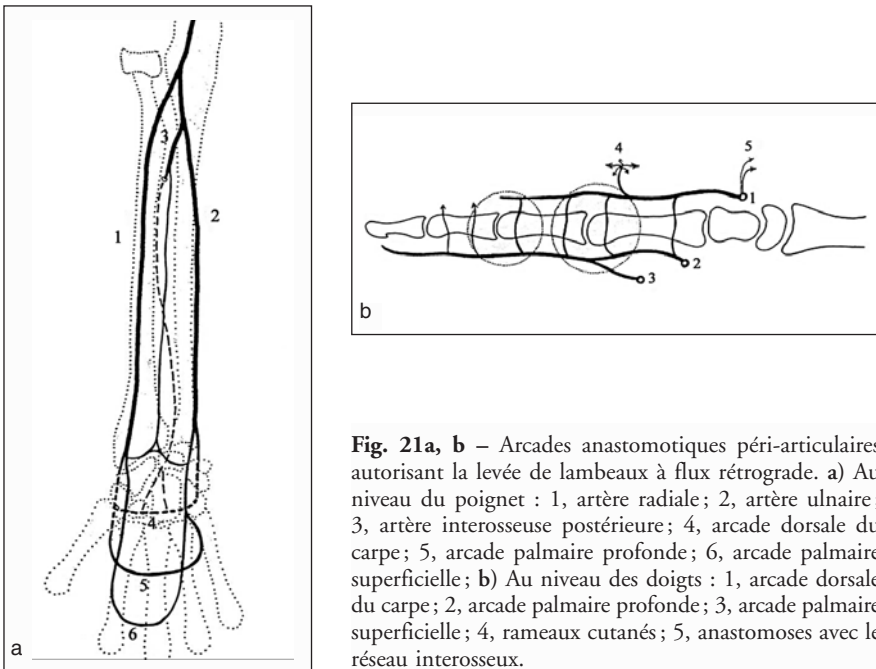 1
2
3
4
5
6
a
4
5
1
2
3
b
Fig. 21a, b – Arcades anastomotiques péri-articulaires
autorisant la levée de lambeaux à flux rétrograde. a) Au
niveau du poignet : 1, artère radiale ; 2, artère ulnaire ;
3, artère interosseuse postérieure ; 4, arcade dorsale du
carpe ; 5, arcade palmaire profonde ; 6, arcade palmaire
superficielle ; b) Au niveau des doigts : 1, arcade dorsale
du carpe ; 2, arcade palmaire profonde ; 3, arcade palmaire
superficielle ; 4, rameaux cutanés ; 5, anastomoses avec le
réseau interosseux.